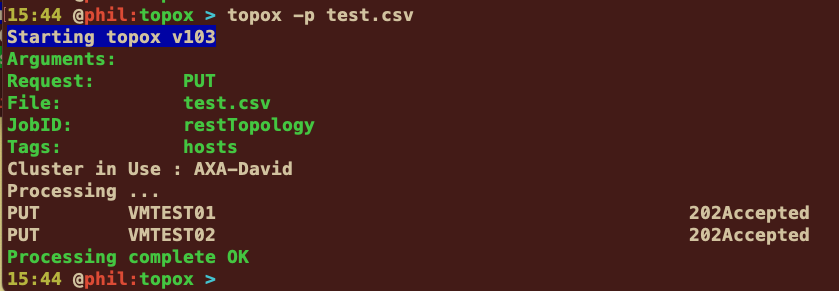 15:44 @phil:topox > topox -p test.csv
Starting topox v103
Arguments:
Request: PUT
File: test.csv
JobID: restTopology
Tags: hosts
Cluster in Use : AXA-David
Processing ...
PUT VMTEST01 202Accepted
PUT VMTEST02 202Accepted
Processing complete OK
15:44 @phil:topox >